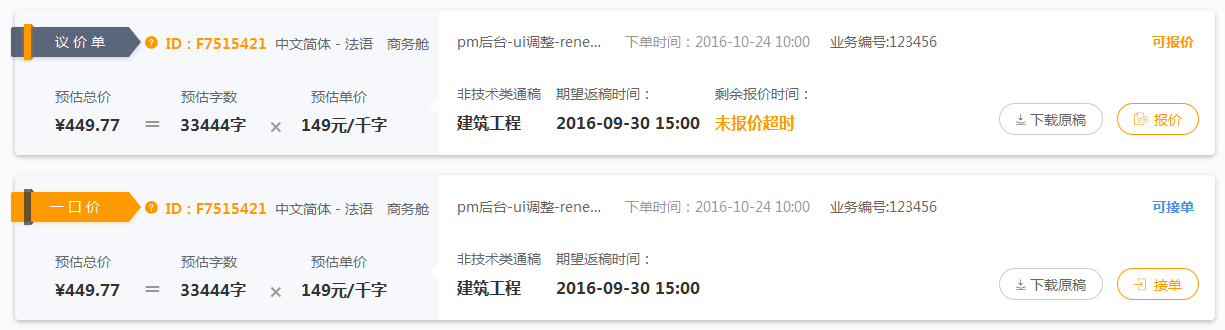 议价单 ? ID：F7515421 中文简体 - 法语 商务舱 pm后台-ui调整-rene... 下单时间：2016-10-24 10:00 业务编号:123456 可报价
预估总价 预估字数 预估单价 非技术类通稿 期望返稿时间： 剩余报价时间：
¥449.77 = 33444字 × 149元/千字 建筑工程 2016-09-30 15:00 未报价超时 下载原稿 报价
一口价 ? ID：F7515421 中文简体 - 法语 商务舱 pm后台-ui调整-rene... 下单时间：2016-10-24 10:00 业务编号:123456 可接单
预估总价 预估字数 预估单价 非技术类通稿 期望返稿时间：
¥449.77 = 33444字 × 149元/千字 建筑工程 2016-09-30 15:00 下载原稿 接单